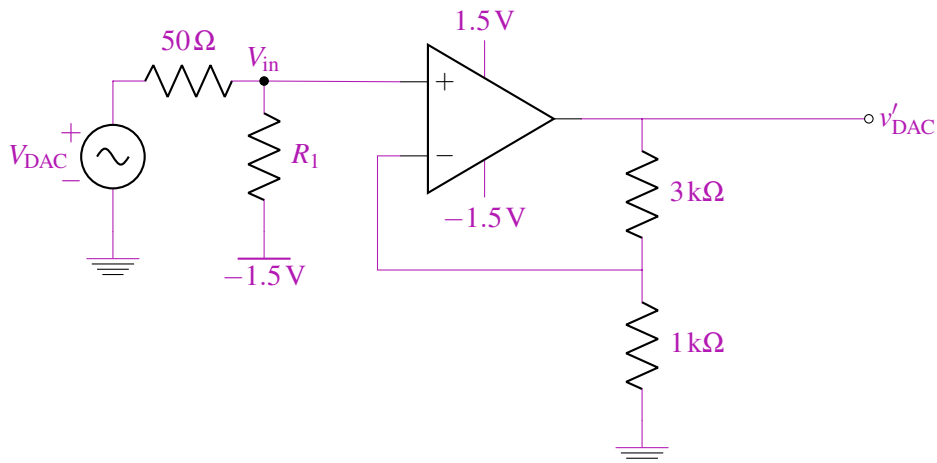 1.5 V
50 Ω
V_in
+
v′_DAC
+
V_DAC
−
R_1
−
3 kΩ
−1.5 V
−1.5 V
1 kΩ